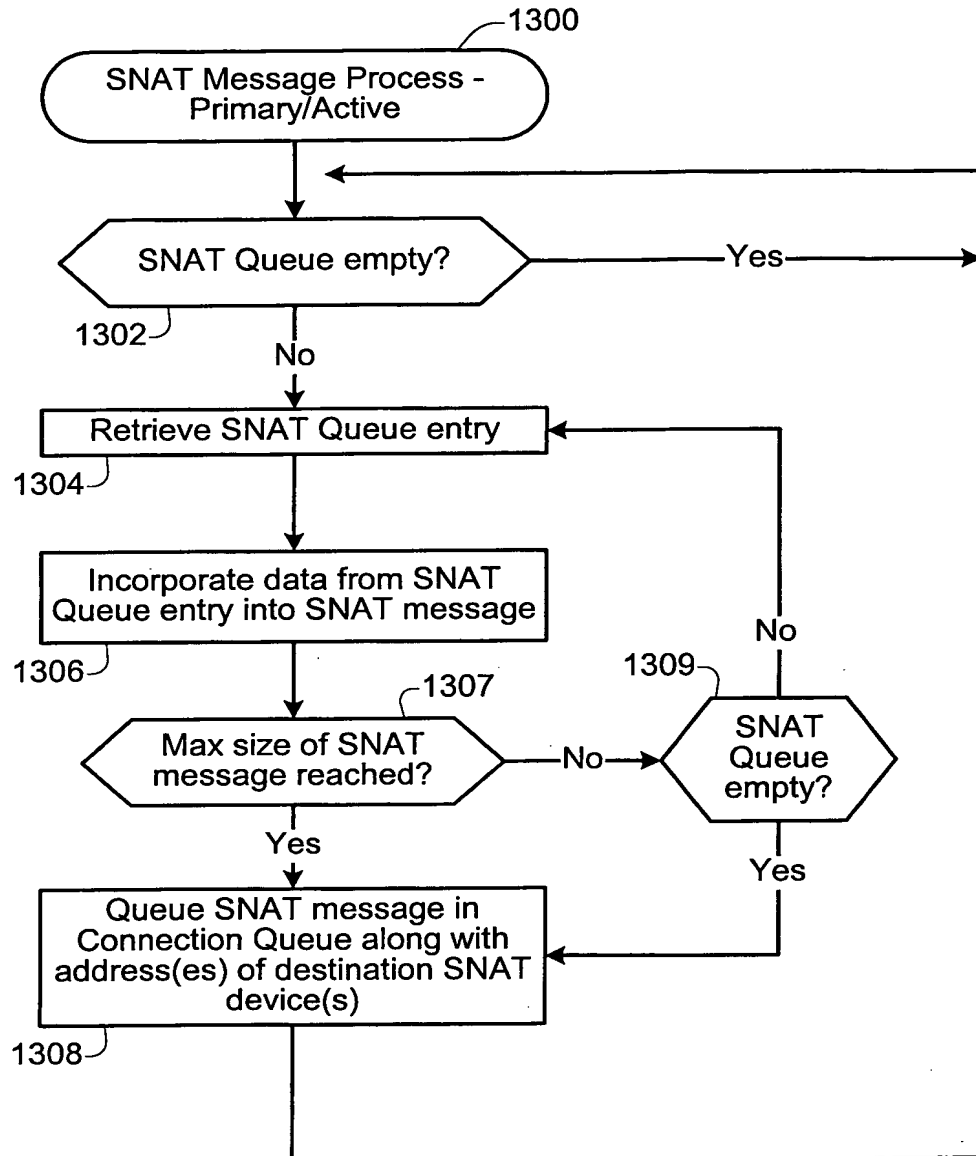 1300
SNAT Message Process -
Primary/Active
SNAT Queue empty?
Yes
1302
No
Retrieve SNAT Queue entry
1304
Incorporate data from SNAT
Queue entry into SNAT message
1306
No
1309
1307
Max size of SNAT
message reached?
No
SNAT
Queue
empty?
Yes
Yes
Queue SNAT message in
Connection Queue along with
address(es) of destination SNAT
device(s)
1308